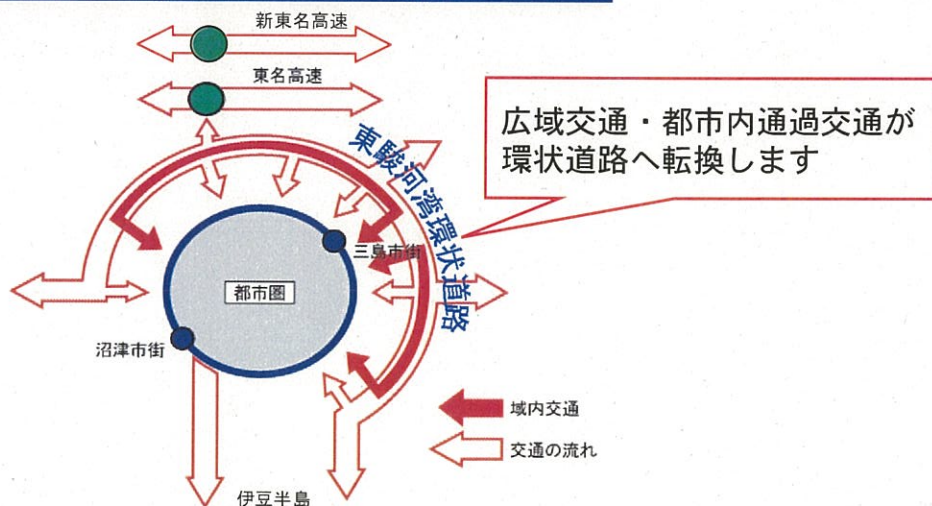 新東名高速
東名高速
広域交通・都市内通過交通が
環状道路へ転換します
東駿河湾環状道路
三島市街
都市圏
沼津市街
域内交通
交通の流れ
伊豆半島